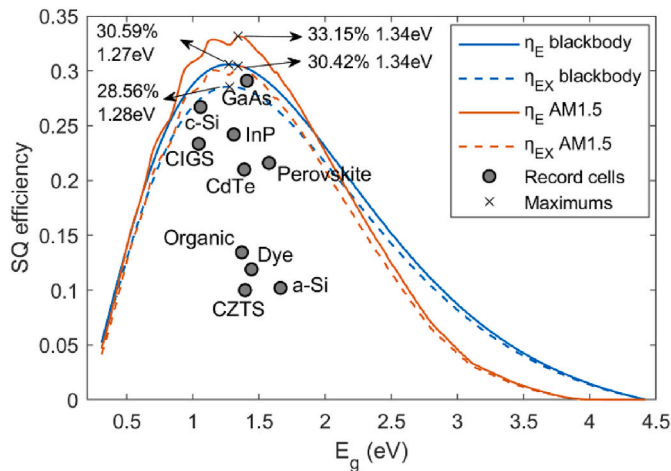 30.59%
1.27eV
33.15% 1.34eV
30.42% 1.34eV
28.56%
1.28eV
η_E blackbody
η_EX blackbody
η_E AM1.5
η_EX AM1.5
Record cells
Maximums
GaAs
c-Si
InP
CIGS
CdTe
Perovskite
Organic
Dye
a-Si
CZTS
SQ efficiency
0.35
0.3
0.25
0.2
0.15
0.1
0.05
0
0.5 1 1.5 2 2.5 3 3.5 4 4.5
E_g (eV)